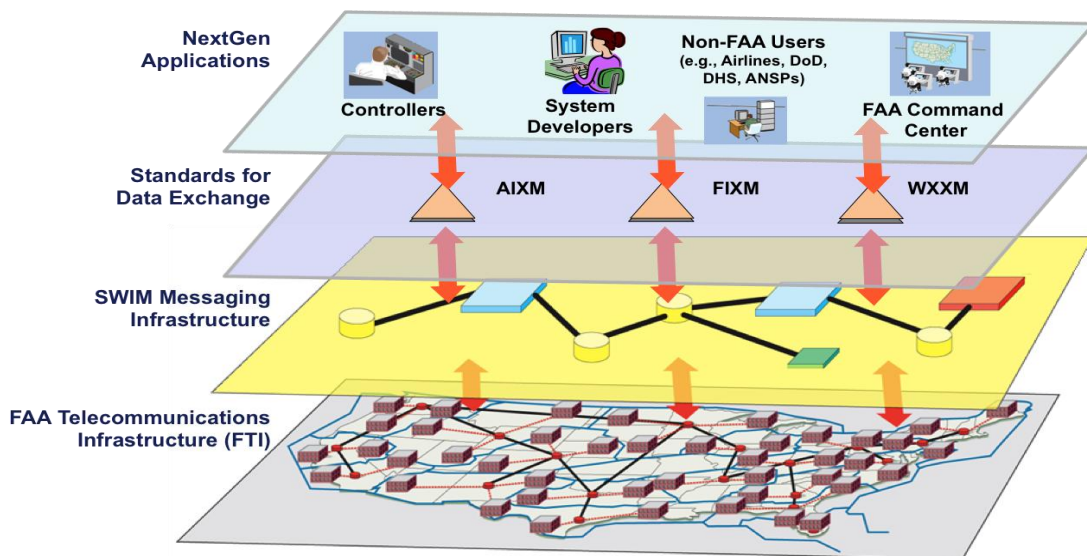 NextGen
Applications
Controllers
System
Developers
Non-FAA Users
(e.g., Airlines, DoD,
DHS, ANSPs)
FAA Command
Center
Standards for
Data Exchange
AIXM
FIXM
WXXM
SWIM Messaging
Infrastructure
FAA Telecommunications
Infrastructure (FTI)